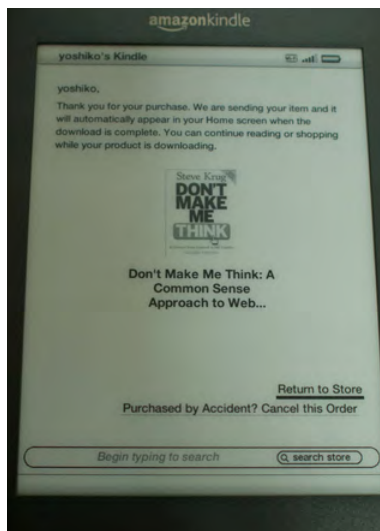 amazonkindle
yoshiko's Kindle
yoshiko,
Thank you for your purchase. We are sending your item and it
will automatically appear in your Home screen when the
download is complete. You can continue reading or shopping
while your product is downloading.
Steve Krug
DON'T
MAKE
ME
THINK
Don't Make Me Think: A
Common Sense
Approach to Web...
Return to Store
Purchased by Accident? Cancel this Order
Begin typing to search
search store